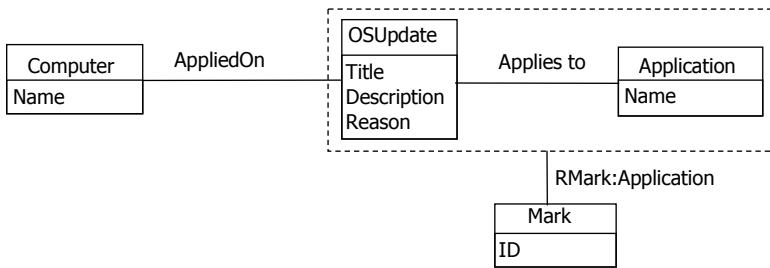 Computer
Name
AppliedOn
OSUpdate
Title
Description
Reason
Applies to
Application
Name
RMark:Application
Mark
ID